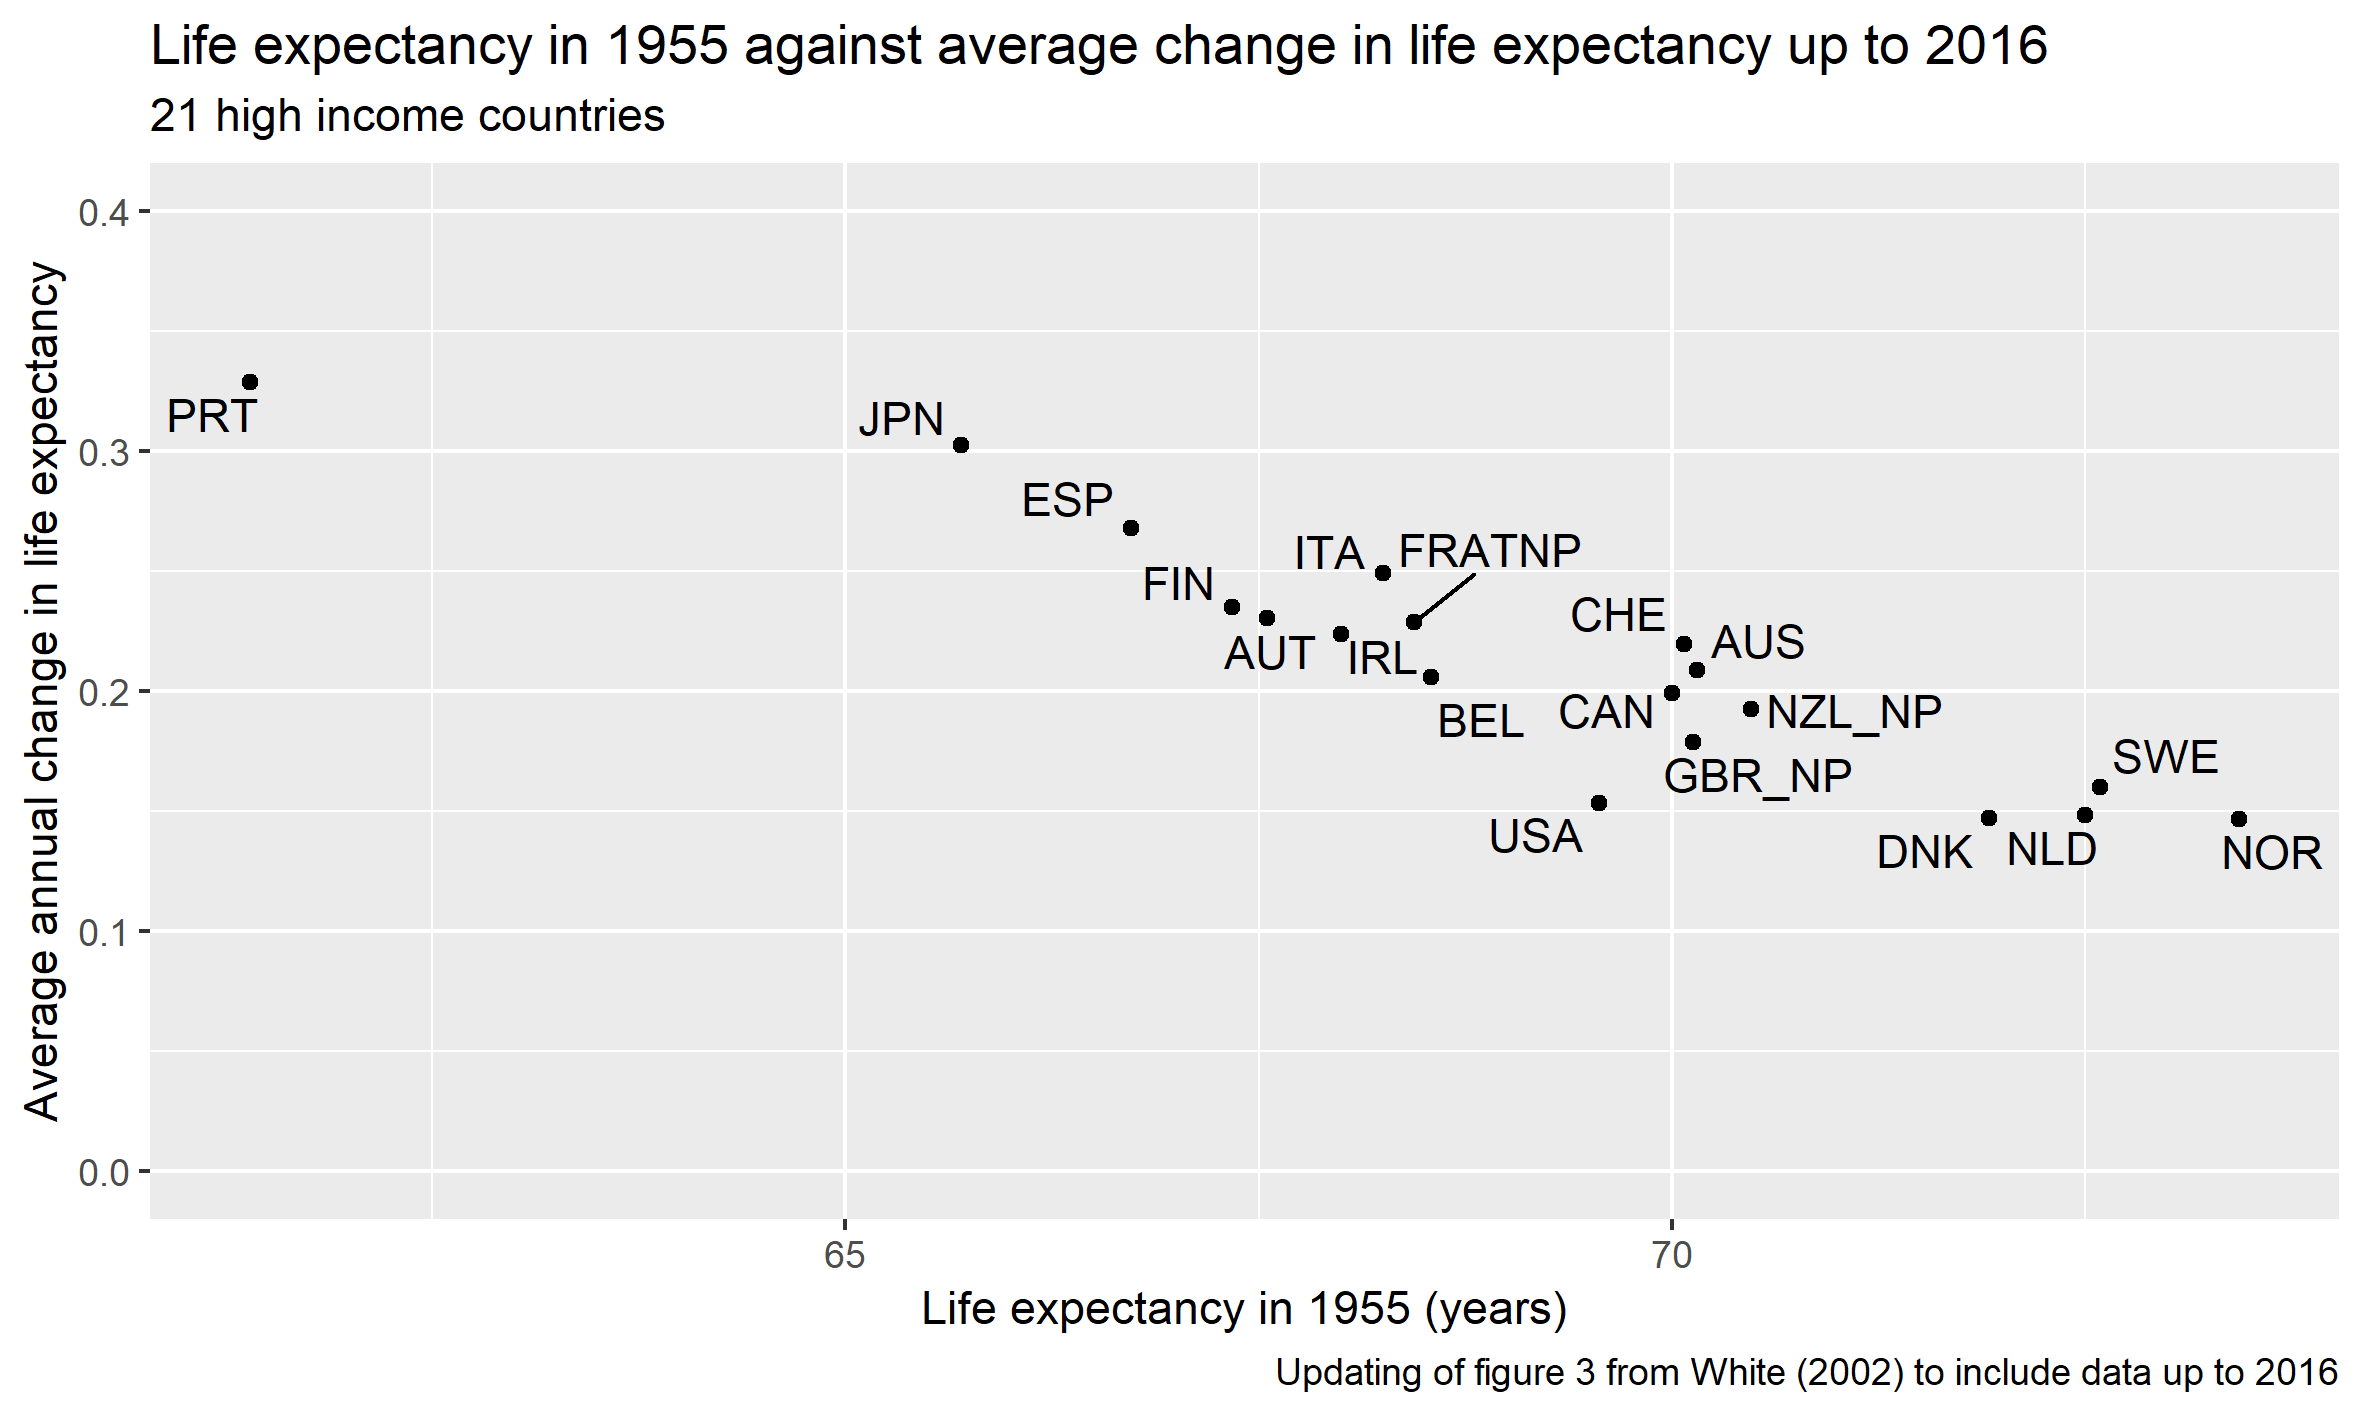 Life expectancy in 1955 against average change in life expectancy up to 2016
21 high income countries
Average annual change in life expectancy
0.4
0.3
0.2
0.1
0.0
PRT
JPN
ESP
ITA
FRATNP
FIN
CHE
AUS
AUT
IRL
BEL
CAN
NZL_NP
SWE
GBR_NP
USA
DNK
NLD
NOR
65
70
Life expectancy in 1955 (years)
Updating of figure 3 from White (2002) to include data up to 2016